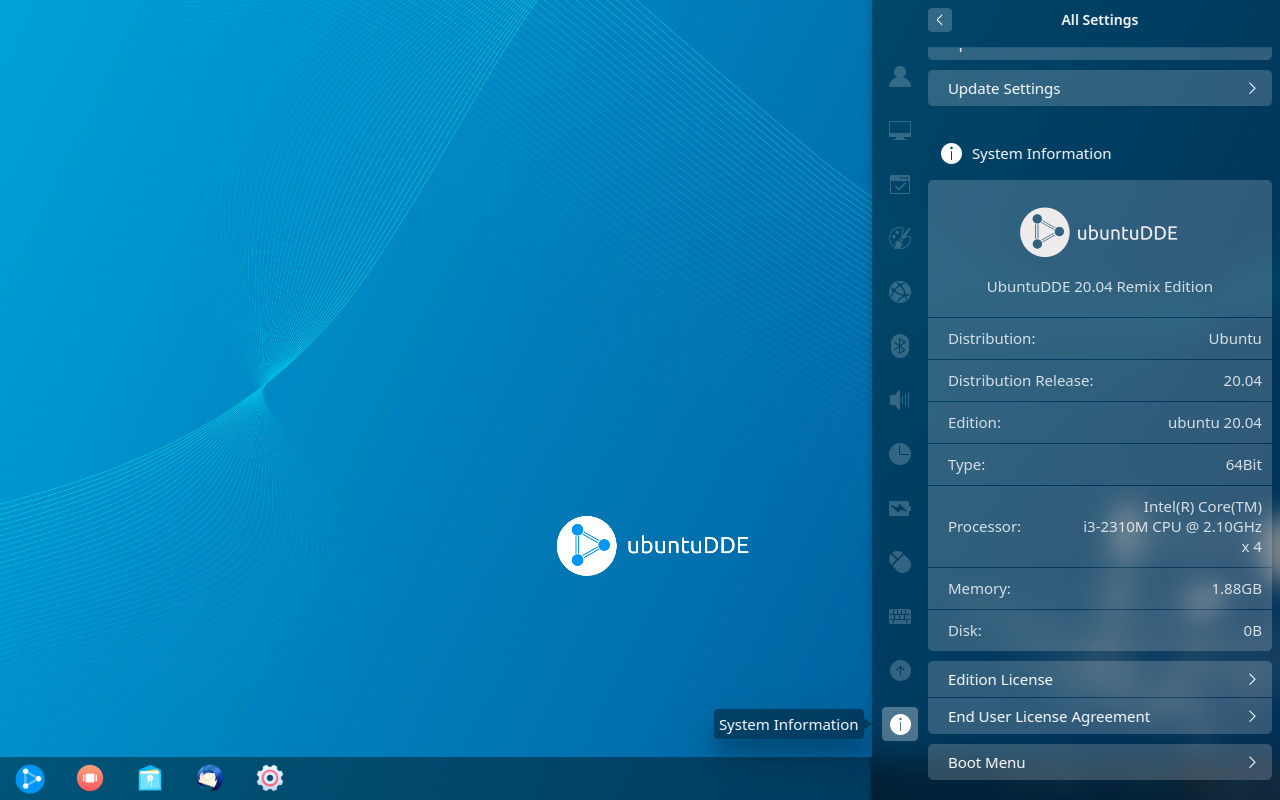 All Settings
Update Settings
System Information
ubuntuDDE
UbuntuDDE 20.04 Remix Edition
Distribution: Ubuntu
Distribution Release: 20.04
Edition: ubuntu 20.04
Type: 64Bit
Processor: Intel(R) Core(TM)
i3-2310M CPU @ 2.10GHz
x 4
Memory: 1.88GB
Disk: 0B
Edition License
End User License Agreement
Boot Menu
ubuntuDDE
System Information